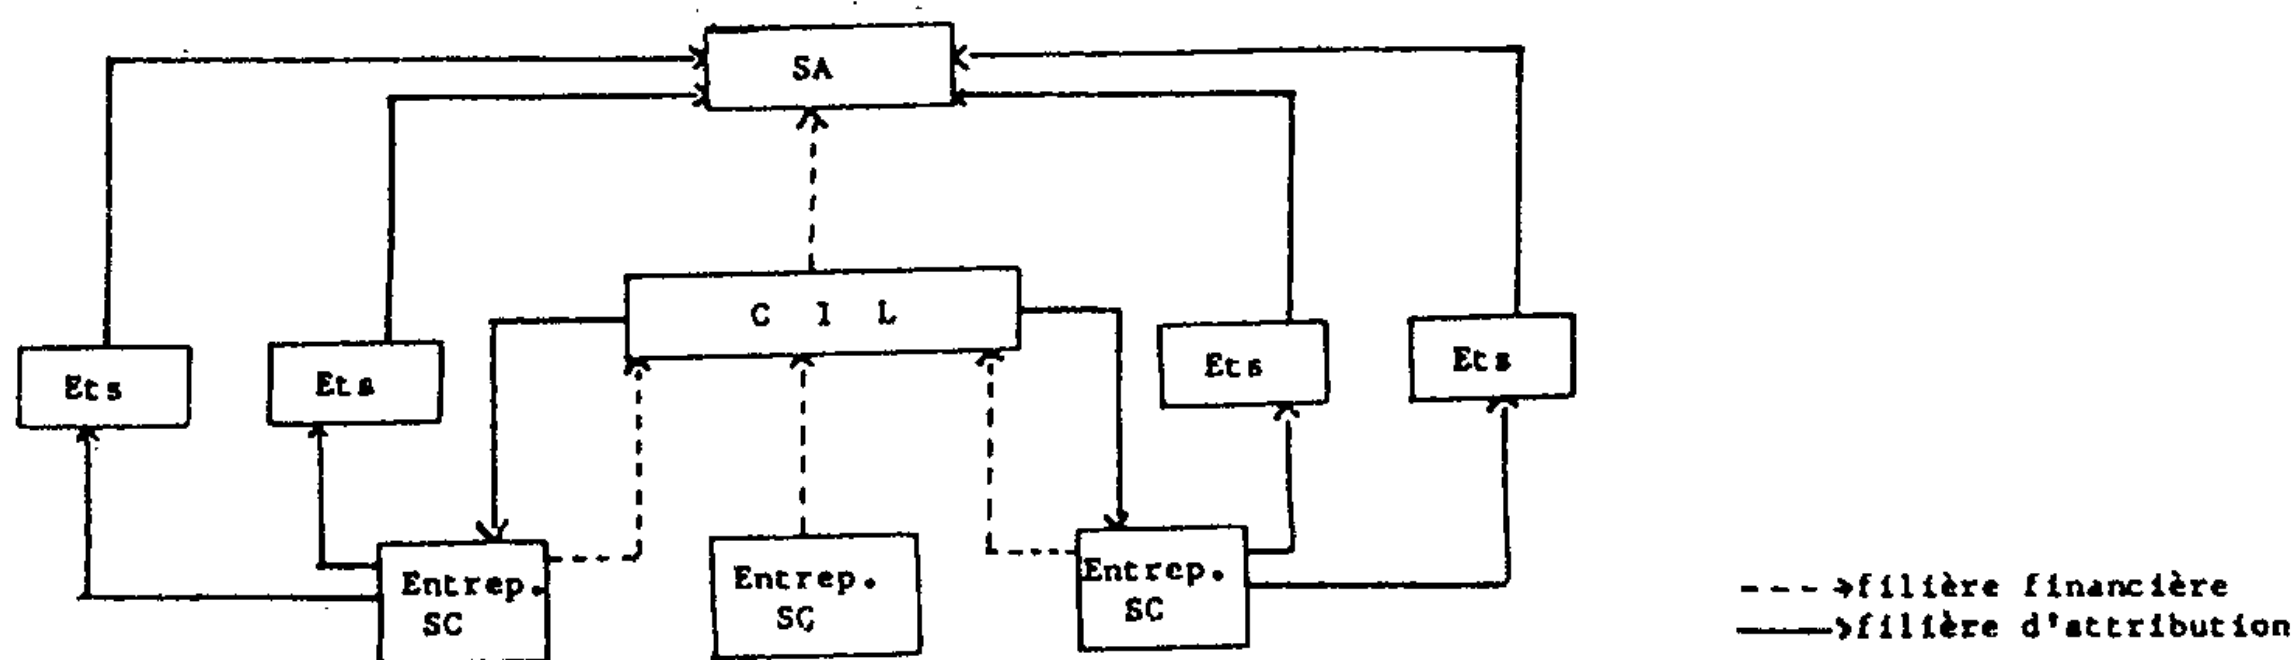 SA
C I L
Ets
Ets
Ets
Ets
Entrep.
SC
Entrep.
SC
Entrep.
SC
--->filière financière
—>filière d'attribution